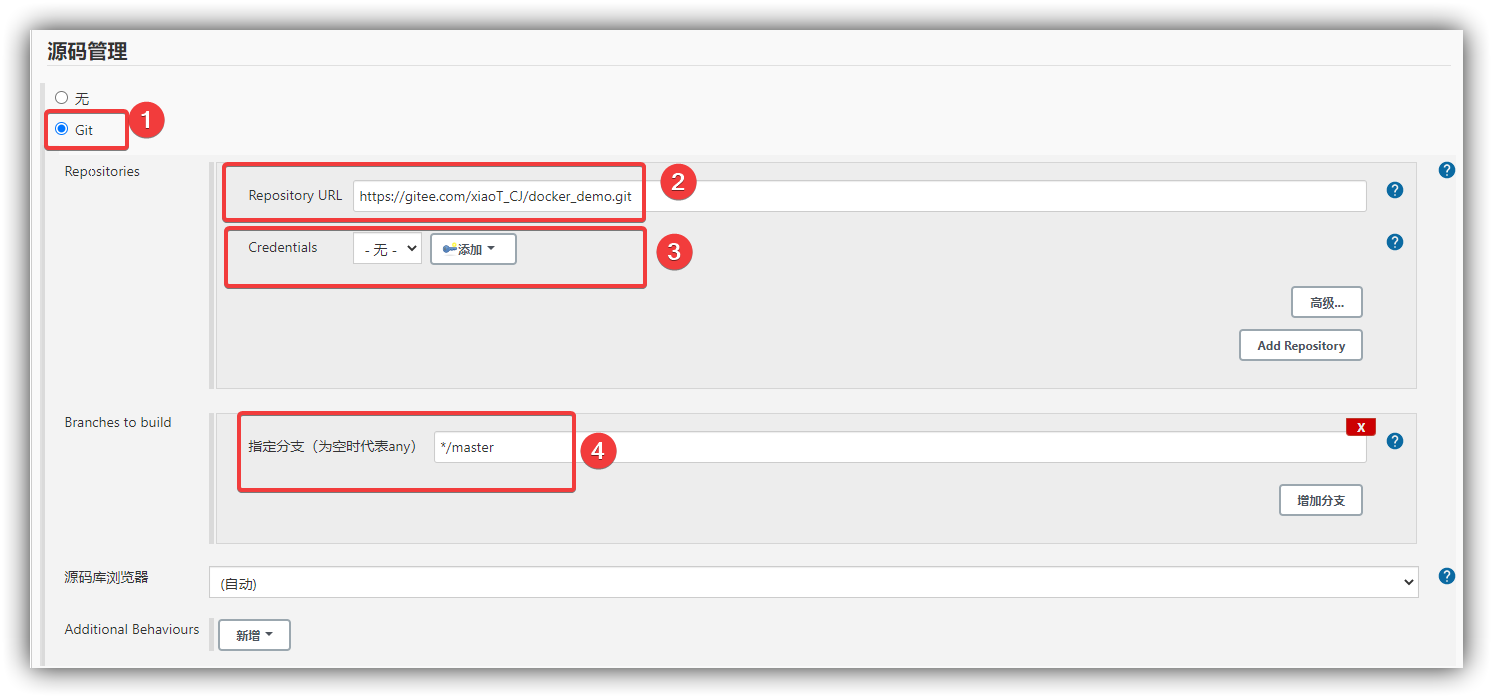 源码管理
无
Git
1
Repositories
Repository URL
https://gitee.com/xiaoT_CJ/docker_demo.git
2
Credentials
- 无 -
添加
3
高级...
Add Repository
Branches to build
指定分支（为空时代表any）
*/master
4
X
增加分支
源码库浏览器
(自动)
Additional Behaviours
新增